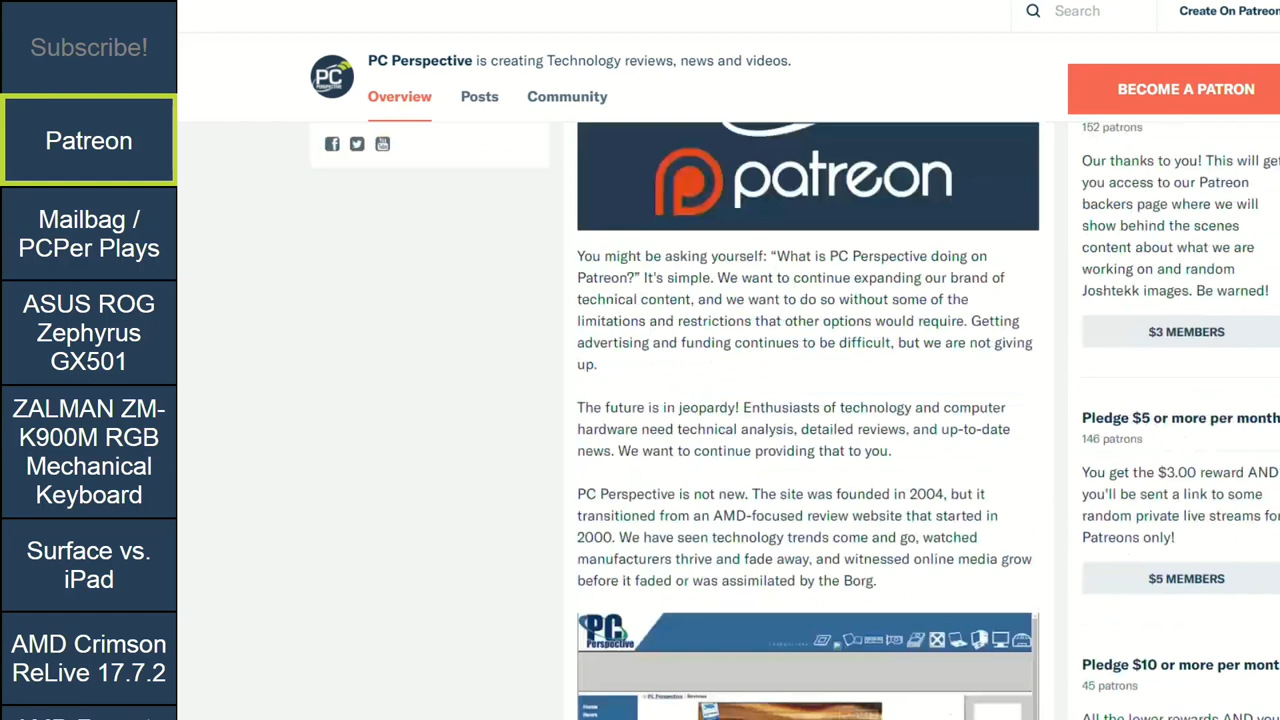 Subscribe!
Patreon
Mailbag /
PCPer Plays
ASUS ROG
Zephyrus
GX501
ZALMAN ZM-
K900M RGB
Mechanical
Keyboard
Surface vs.
iPad
AMD Crimson
ReLive 17.7.2
Search
Create On Patreon
PC PERSPECTIVE
PC Perspective is creating Technology reviews, news and videos.
Overview Posts Community
BECOME A PATRON
patreon
You might be asking yourself: “What is PC Perspective doing on
Patreon?” It's simple. We want to continue expanding our brand of
technical content, and we want to do so without some of the
limitations and restrictions that other options would require. Getting
advertising and funding continues to be difficult, but we are not giving
up.
The future is in jeopardy! Enthusiasts of technology and computer
hardware need technical analysis, detailed reviews, and up-to-date
news. We want to continue providing that to you.
PC Perspective is not new. The site was founded in 2004, but it
transitioned from an AMD-focused review website that started in
2000. We have seen technology trends come and go, watched
manufacturers thrive and fade away, and witnessed online media grow
before it faded or was assimilated by the Borg.
PC
Perspective
152 patrons
Our thanks to you! This will get
you access to our Patreon
backers page where we will
show behind the scenes
content about what we are
working on and random
Joshtekk images. Be warned!
$3 MEMBERS
Pledge $5 or more per month
146 patrons
You get the $3.00 reward AND
you'll be sent a link to some
random private live streams for
Patreons only!
$5 MEMBERS
Pledge $10 or more per mont
45 patrons
All the lower rewards AND you